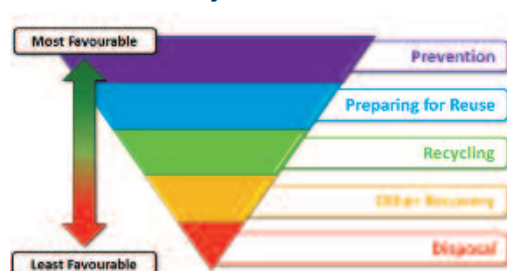 Most Favourable
Prevention
Preparing for Reuse
Recycling
Other Recovery
Disposal
Least Favourable